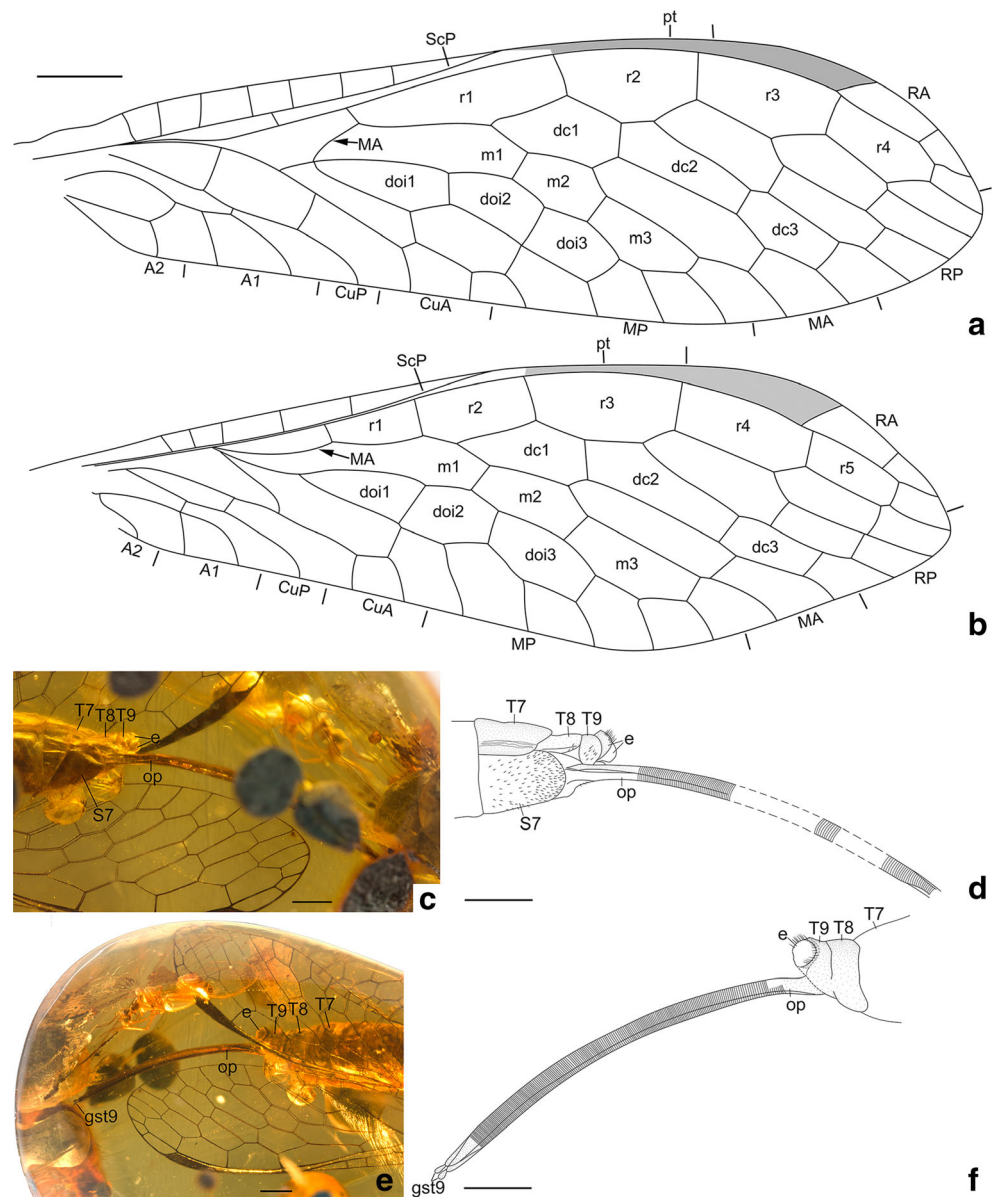 pt
ScP
r2
RA
r1
r3
r4
dc1
MA
m1
dc2
doi1
m2
doi2
dc3
doi3
m3
RP
A2
A1
CuP
CuA
MP
MA
a
pt
ScP
r3
RA
r2
r4
r1
r5
MA
dc1
m1
dc2
doi1
m2
doi2
dc3
doi3
m3
RP
A2
A1
CuP
CuA
MP
MA
b
T7
T8 T9
e
op
S7
c
T7
T8 T9
e
op
S7
d
e
T9 T8 T7
op
gst9
e
e
T9 T8
T7
op
gst9
f